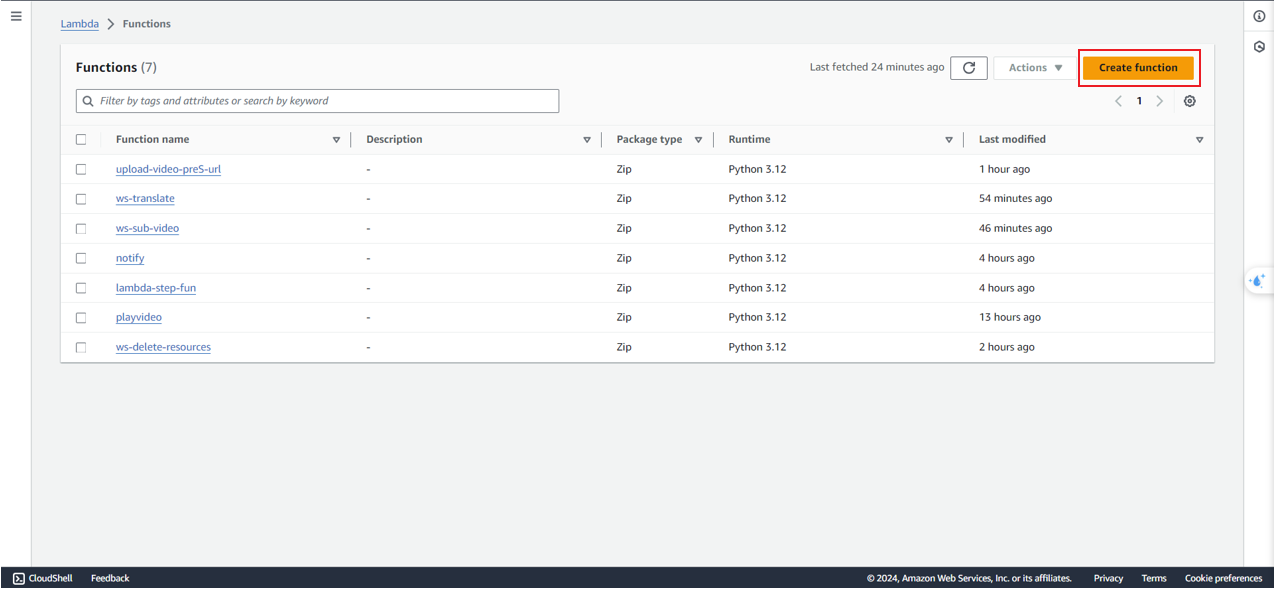 Lambda > Functions
Functions (7)
Last fetched 24 minutes ago
Actions
Create function
Filter by tags and attributes or search by keyword
1
Function name Description Package type Runtime Last modified
upload-video-preS-url - Zip Python 3.12 1 hour ago
ws-translate - Zip Python 3.12 54 minutes ago
ws-sub-video - Zip Python 3.12 46 minutes ago
notify - Zip Python 3.12 4 hours ago
lambda-step-fun - Zip Python 3.12 4 hours ago
playvideo - Zip Python 3.12 13 hours ago
ws-delete-resources - Zip Python 3.12 2 hours ago
CloudShell Feedback © 2024, Amazon Web Services, Inc. or its affiliates. Privacy Terms Cookie preferences